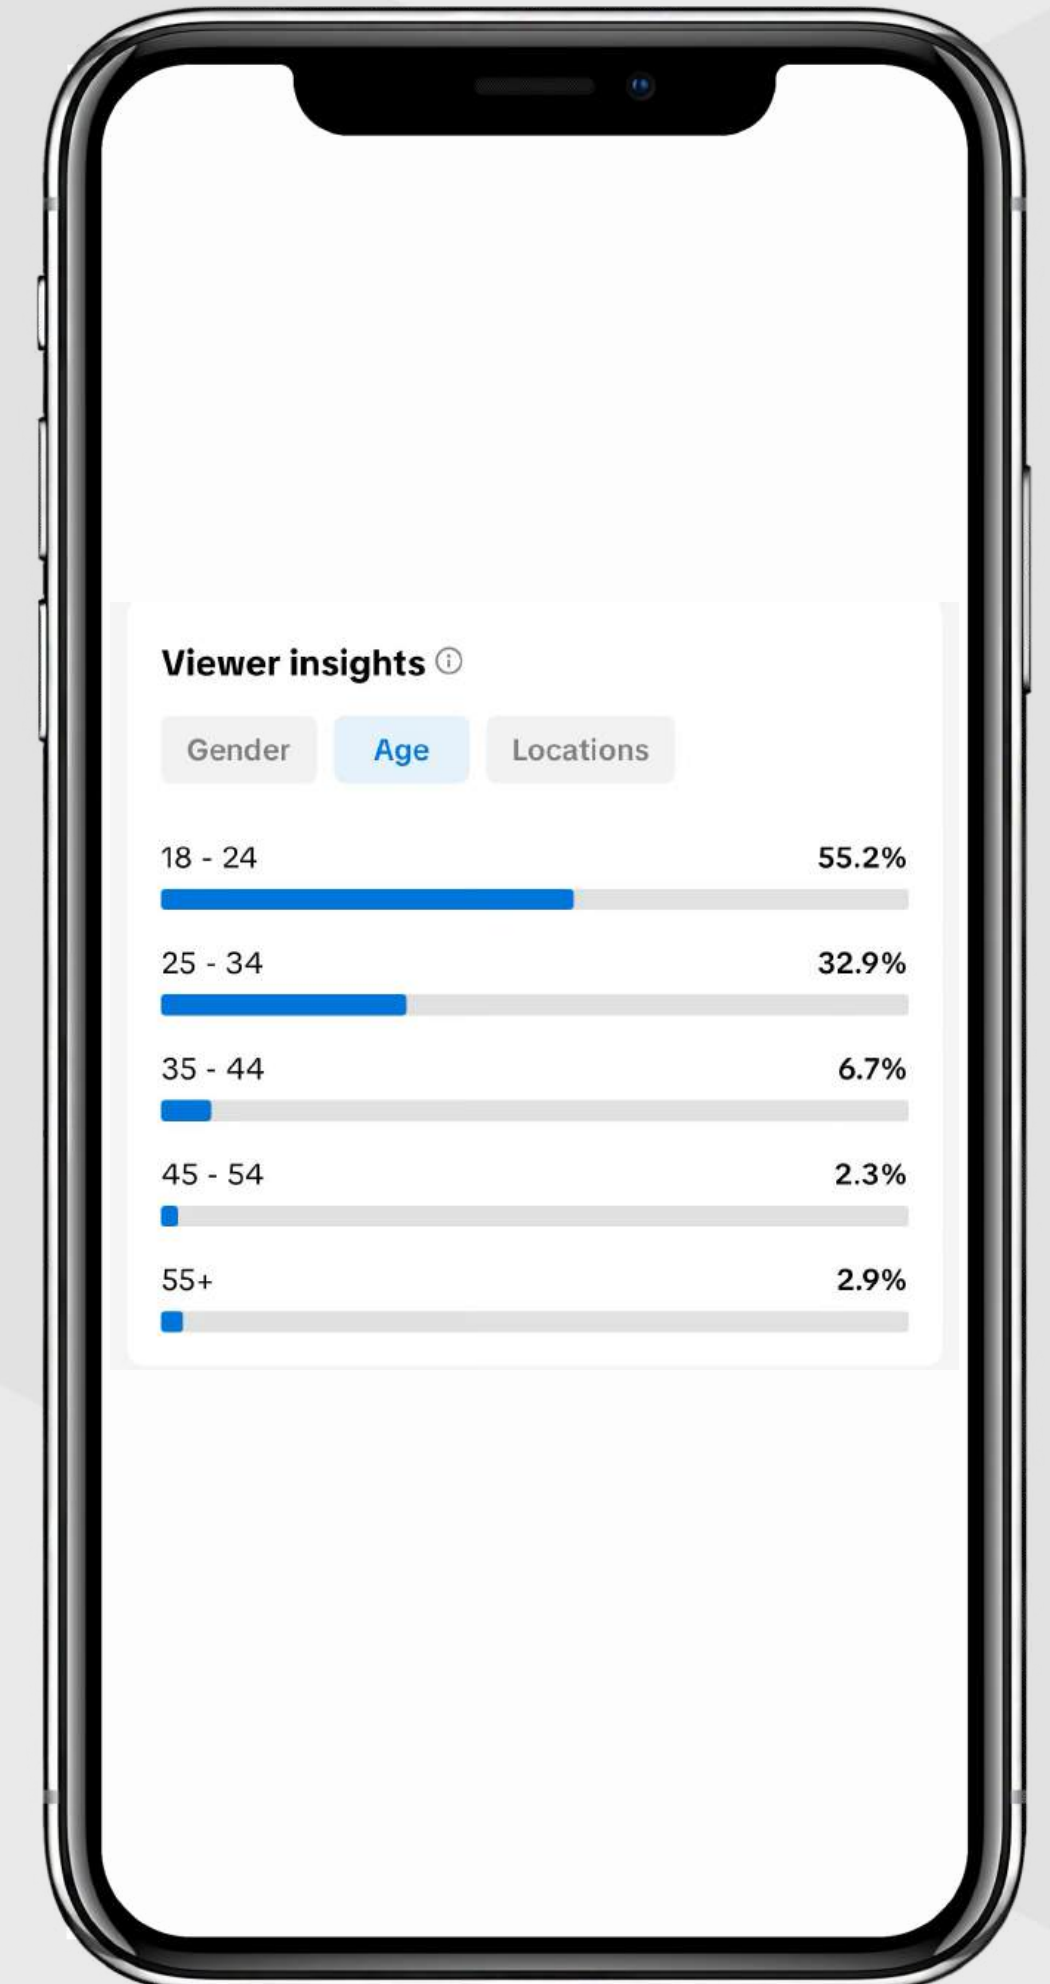 Viewer insights
Gender Age Locations
18 - 24 55.2%
25 - 34 32.9%
35 - 44 6.7%
45 - 54 2.3%
55+ 2.9%